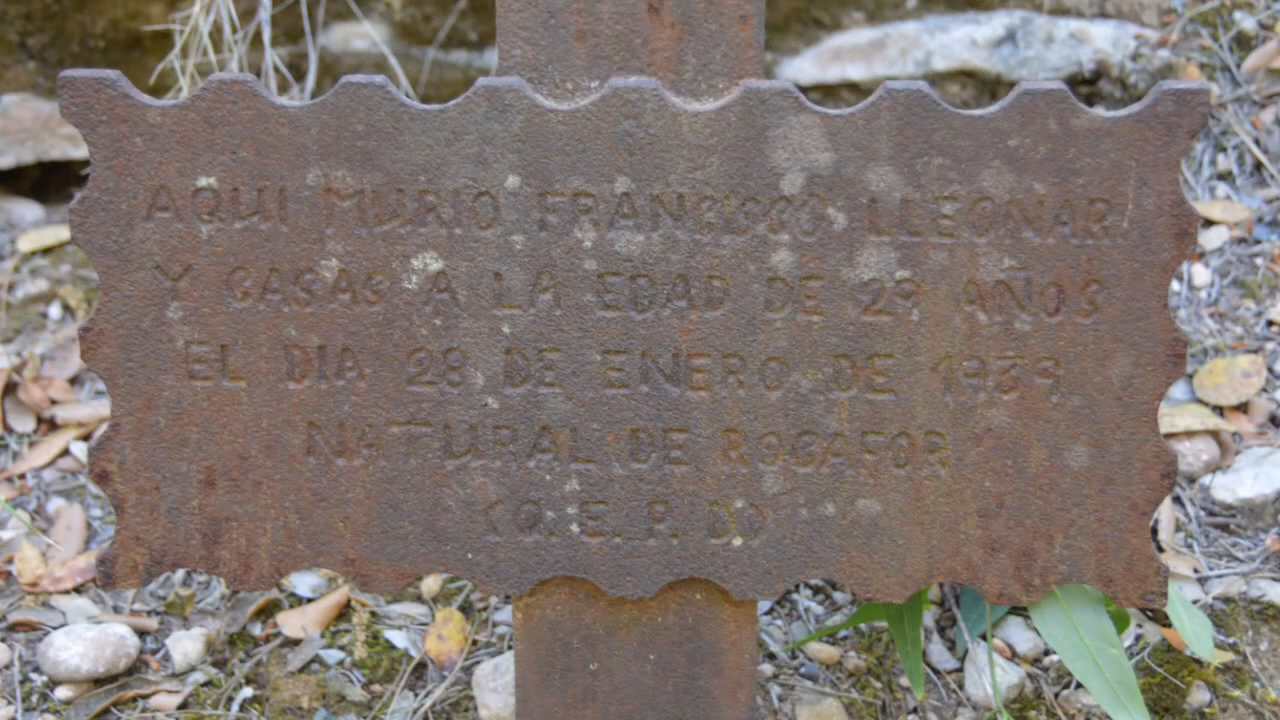 AQUI MURIO FRANCISCO LLEONAR
Y CASAS A LA EDAD DE 29 AÑOS
EL DIA 28 DE ENERO DE 1939
NATURAL DE ROCAFOR
(Q. E. P. D)